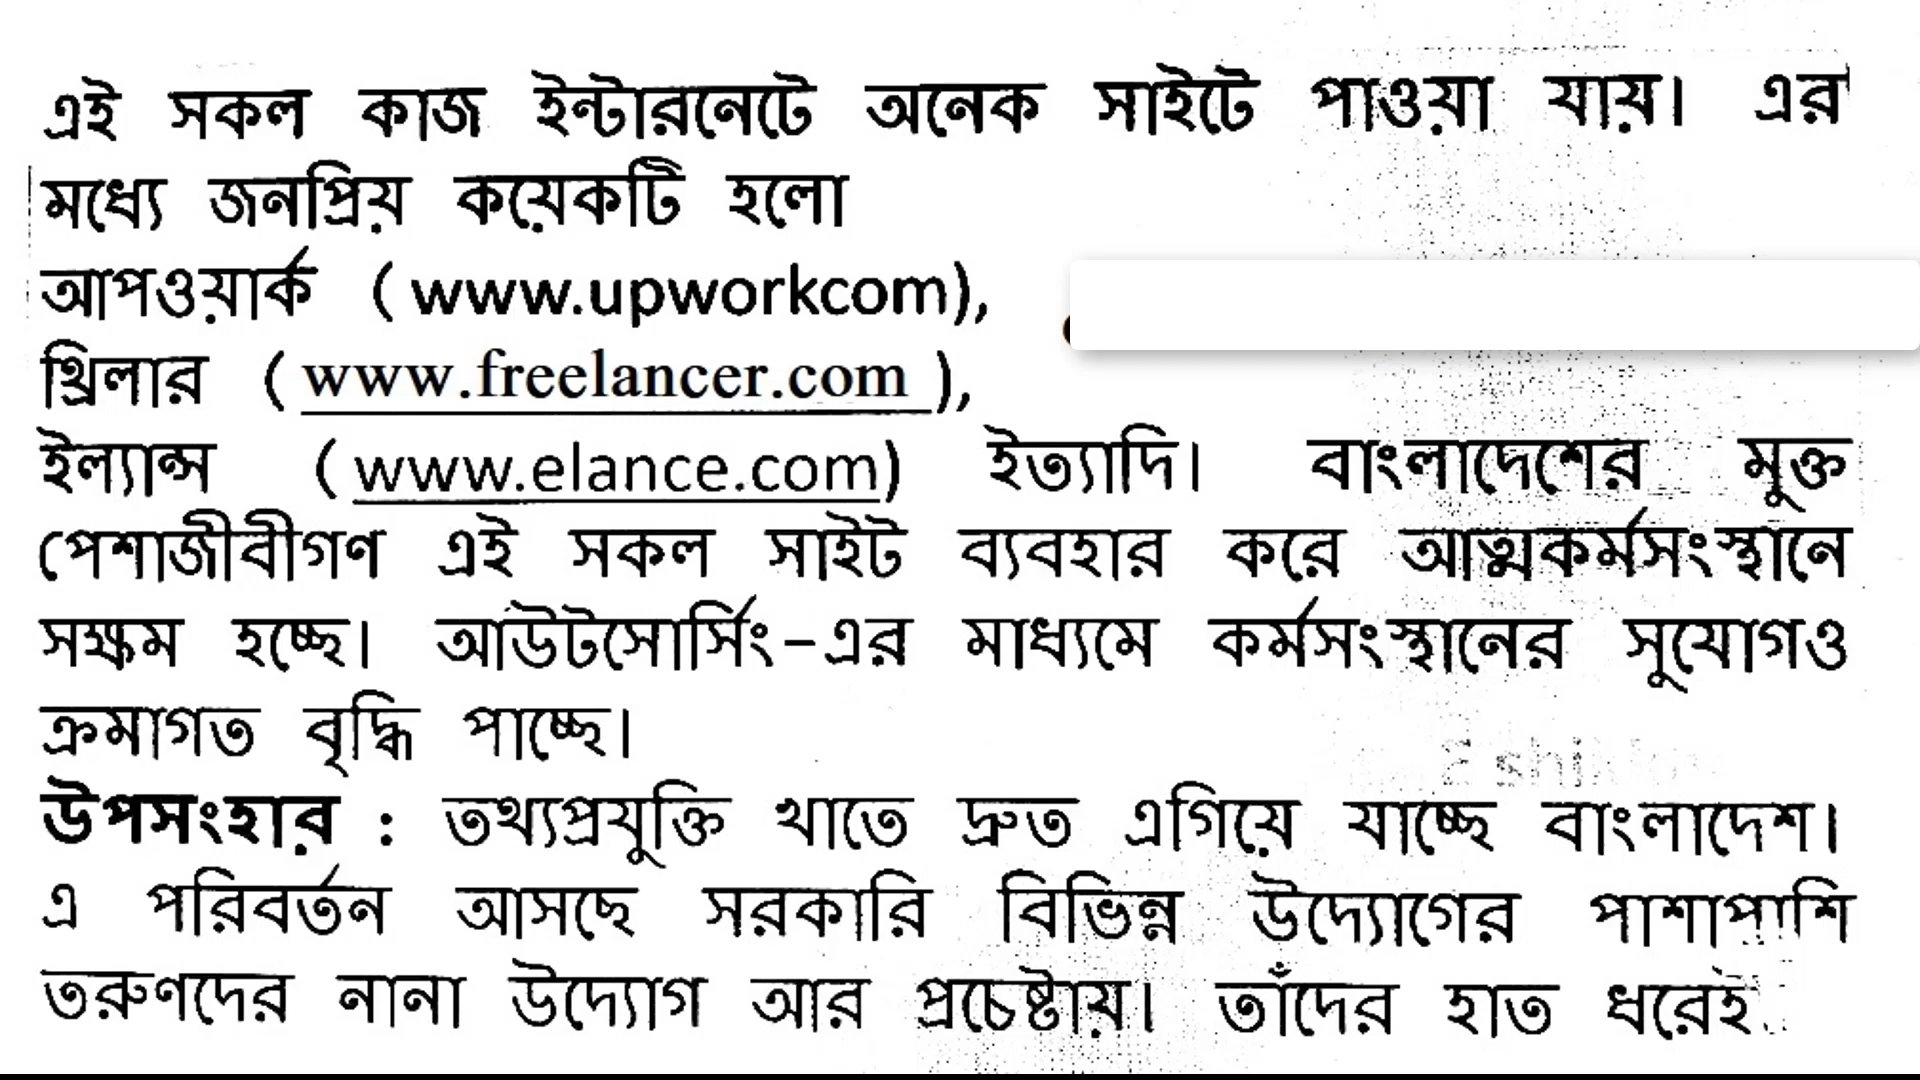 এই সকল কাজ ইন্টারনেটে অনেক সাইটে পাওয়া যায়। এর
মধ্যে জনপ্রিয় কয়েকটি হলো
আপওয়ার্ক ( www.upworkcom),
থ্রিলার ( www.freelancer.com ),
ইল্যান্স ( www.elance.com) ইত্যাদি। বাংলাদেশের মুক্ত
পেশাজীবীগণ এই সকল সাইট ব্যবহার করে আত্মকর্মসংস্থানে
সক্ষম হচ্ছে। আউটসোর্সিং-এর মাধ্যমে কর্মসংস্থানের সুযোগও
ক্রমাগত বৃদ্ধি পাচ্ছে।
উপসংহার : তথ্যপ্রযুক্তি খাতে দ্রুত এগিয়ে যাচ্ছে বাংলাদেশ।
এ পরিবর্তন আসছে সরকারি বিভিন্ন উদ্যোগের পাশাপাশি
তরুণদের নানা উদ্যোগ আর প্রচেষ্টায়। তাঁদের হাত ধরেই